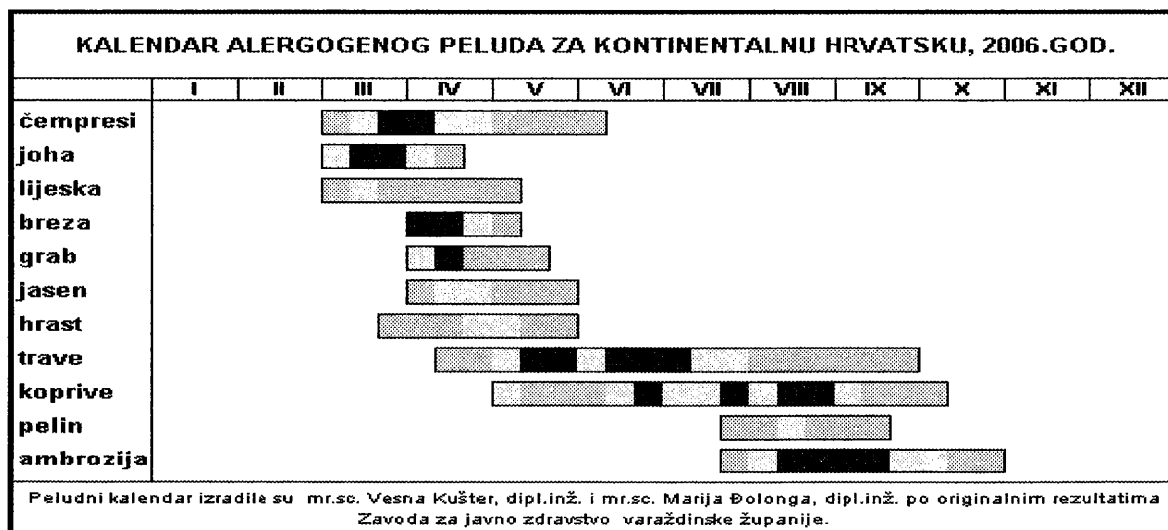 KALENDAR ALERGOGENOG PELUDA ZA KONTINENTALNU HRVATSKU, 2006.GOD.
I II III IV V VI VII VIII IX X XI XII
čempresi
joha
lijeska
breza
grab
jasen
hrast
trave
koprive
pelin
ambrozija
Peludni kalendar izradile su mr.sc. Vesna Kušter, dipl.inž. i mr.sc. Marija Đolonga, dipl.inž. po originalnim rezultatima
Zavoda za javno zdravstvo varaždinske županije.